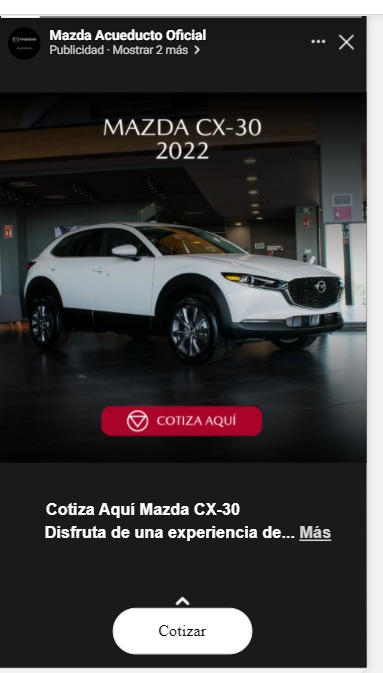 Mazda Acueducto Oficial
Publicidad · Mostrar 2 más
MAZDA CX-30
2022
COTIZA AQUÍ
Cotiza Aquí Mazda CX-30
Disfruta de una experiencia de... Más
Cotizar